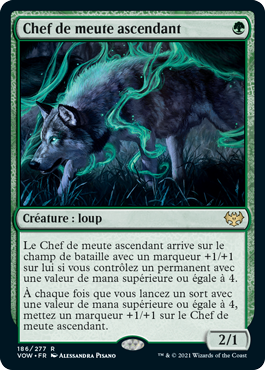 Chef de meute ascendant
Créature : loup
Le Chef de meute ascendant arrive sur le
champ de bataille avec un marqueur +1/+1
sur lui si vous contrôlez un permanent avec
une valeur de mana supérieure ou égale à 4.
À chaque fois que vous lancez un sort avec
une valeur de mana supérieure ou égale à 4,
mettez un marqueur +1/+1 sur le Chef de
meute ascendant.
2/1
186/277 R
VOW • FR Alessandra Pisano
™ & © 2021 Wizards of the Coast